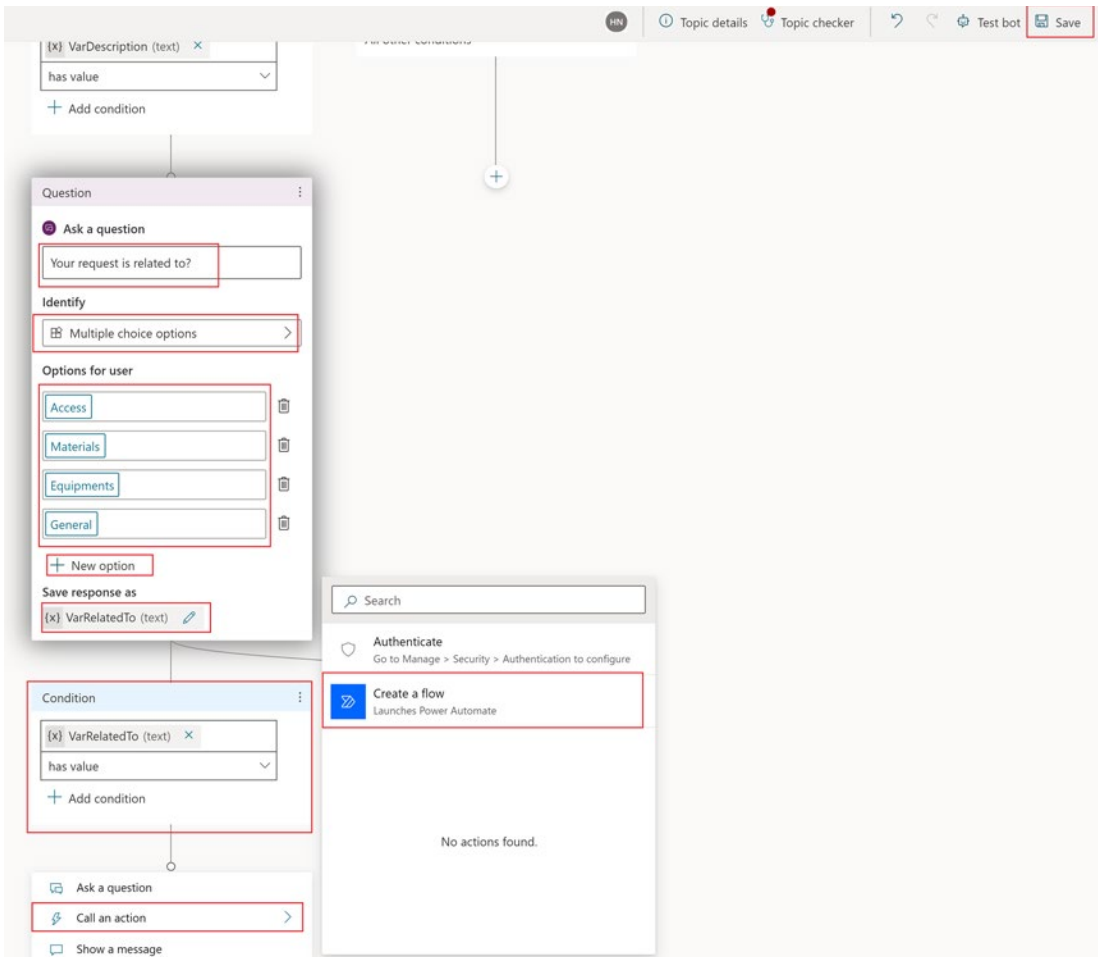 HN
Topic details
Topic checker
Test bot
Save
{x} VarDescription (text)
All other conditions
has value
Add condition
Question
Ask a question
Your request is related to?
Identify
Multiple choice options
Options for user
Access
Materials
Equipments
General
New option
Save response as
{x} VarRelatedTo (text)
Search
Authenticate
Go to Manage > Security > Authentication to configure
Create a flow
Launches Power Automate
Condition
{x} VarRelatedTo (text)
has value
Add condition
No actions found.
Ask a question
Call an action
Show a message